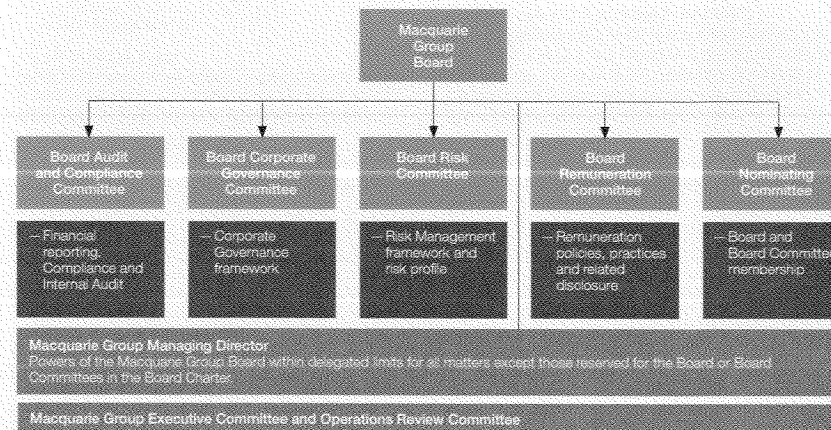 Macquarie
Group
Board
Board Audit
and Compliance
Committee
Board Corporate
Governance
Committee
Board Risk
Committee
Board
Remuneration
Committee
Board
Nominating
Committee
— Financial
reporting,
Compliance and
Internal Audit
— Corporate
Governance
framework
— Risk Management
framework and
risk profile
— Remuneration
policies, practices
and related
disclosure
— Board and
Board Committee
membership
Macquarie Group Managing Director
Powers of the Macquarie Group Board within delegated limits for all matters except those reserved for the Board or Board
Committees in the Board Charter.
Macquarie Group Executive Committee and Operations Review Committee